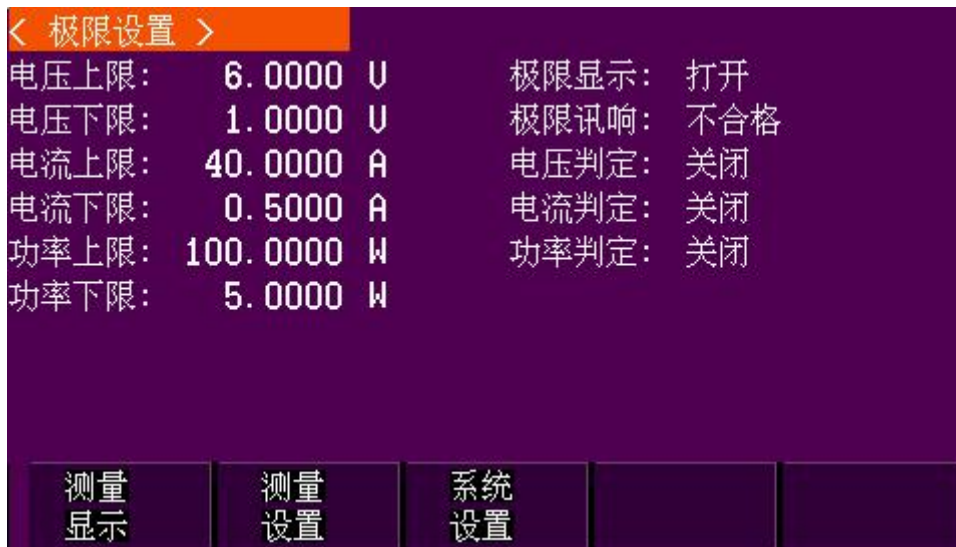 < 极限设置 >
电压上限: 6.0000 V 极限显示: 打开
电压下限: 1.0000 V 极限讯响: 不合格
电流上限: 40.0000 A 电压判定: 关闭
电流下限: 0.5000 A 电流判定: 关闭
功率上限: 100.0000 W 功率判定: 关闭
功率下限: 5.0000 W
测量 测量 系统
显示 设置 设置